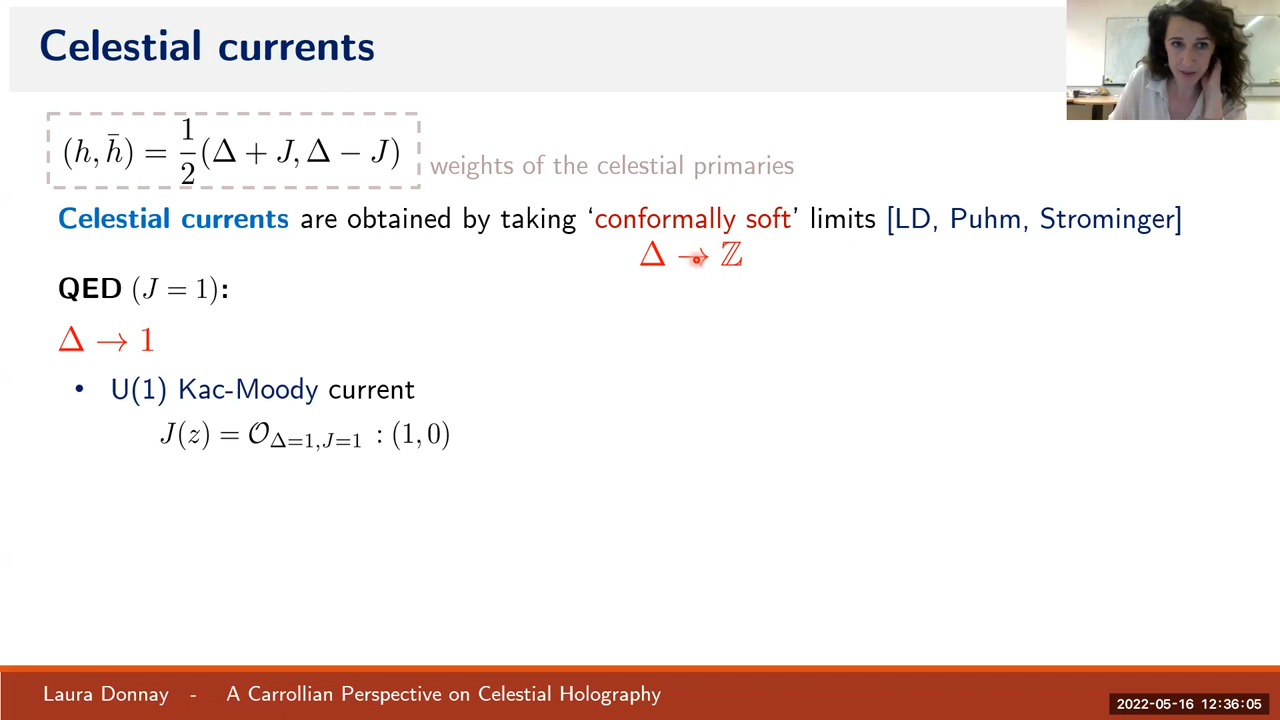 Celestial currents
(h, h̄) = 1/2 (Δ + J, Δ − J)
weights of the celestial primaries
Celestial currents are obtained by taking ‘conformally soft’ limits [LD, Puhm, Strominger]
Δ → ℤ
QED (J = 1):
Δ → 1
• U(1) Kac-Moody current
J(z) = 𝒪_{Δ=1,J=1} : (1, 0)
Laura Donnay - A Carrollian Perspective on Celestial Holography
2022-05-16 12:36:05